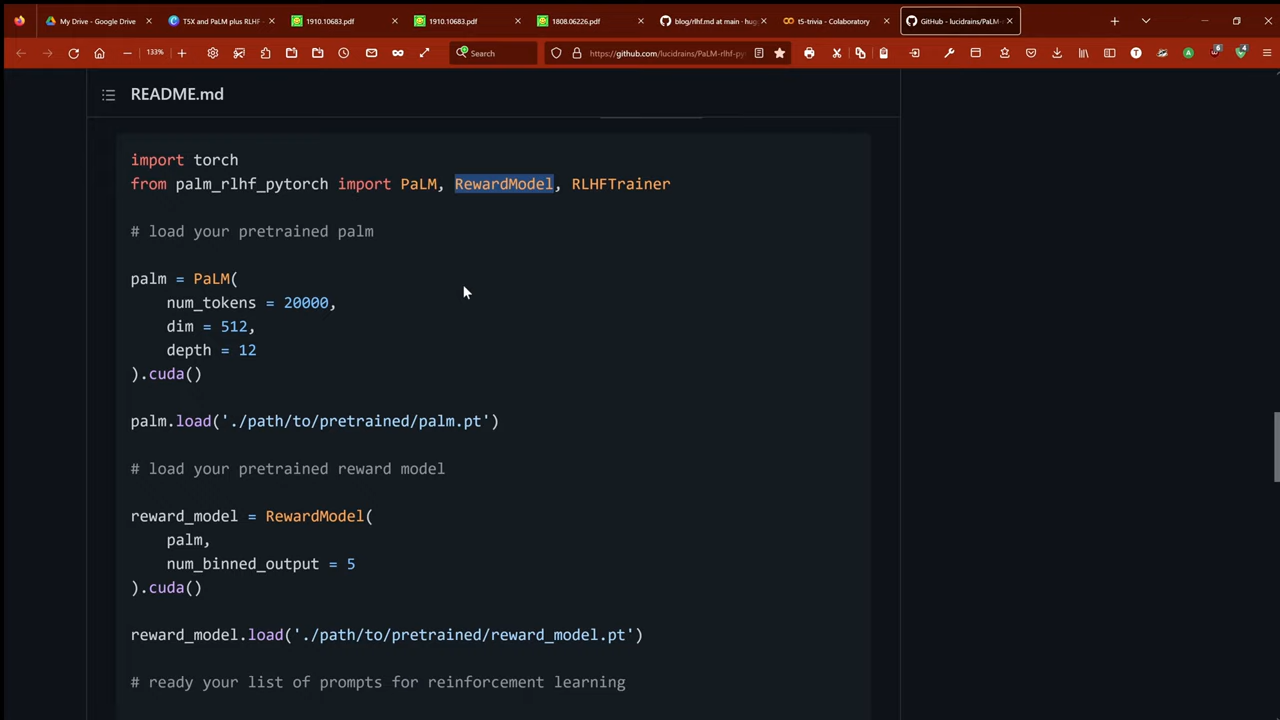 My Drive - Google Drive
T5X and PaLM plus RLHF -
1910.10683.pdf
1910.10683.pdf
1808.06226.pdf
blog/rlhf.md at main · hug
t5-trivia - Colaboratory
GitHub - lucidrains/PaLM-
133%
Search
https://github.com/lucidrains/PaLM-rlhf-py
README.md
import torch
from palm_rlhf_pytorch import PaLM, RewardModel, RLHFTrainer
# load your pretrained palm
palm = PaLM(
num_tokens = 20000,
dim = 512,
depth = 12
).cuda()
palm.load('./path/to/pretrained/palm.pt')
# load your pretrained reward model
reward_model = RewardModel(
palm,
num_binned_output = 5
).cuda()
reward_model.load('./path/to/pretrained/reward_model.pt')
# ready your list of prompts for reinforcement learning